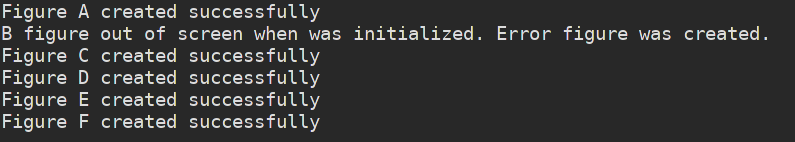 Figure A created successfully
B figure out of screen when was initialized. Error figure was created.
Figure C created successfully
Figure D created successfully
Figure E created successfully
Figure F created successfully